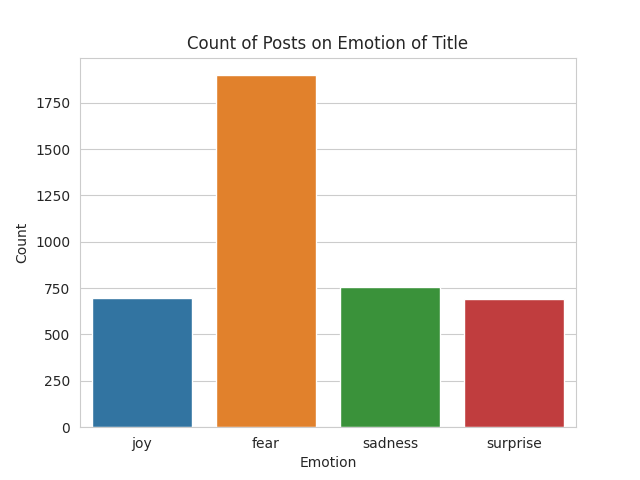 Count of Posts on Emotion of Title
1750
1500
1250
1000
750
500
250
0
Count
joy fear sadness surprise
Emotion